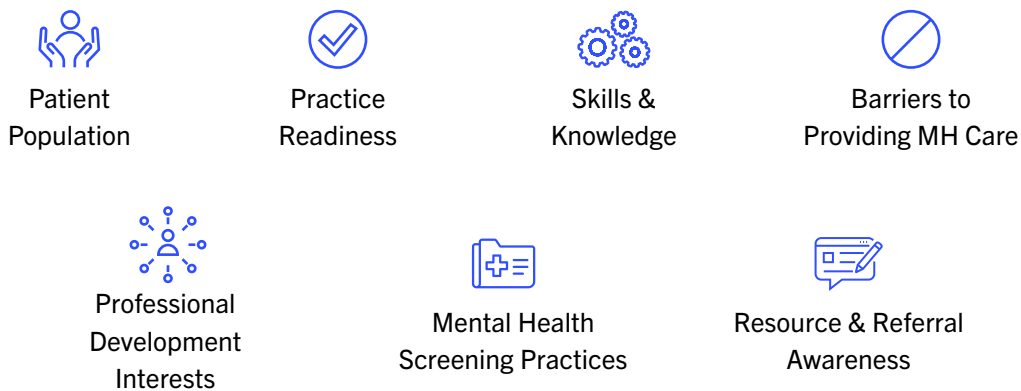 Patient
Population
Practice
Readiness
Skills &
Knowledge
Barriers to
Providing MH Care
Professional
Development
Interests
Mental Health
Screening Practices
Resource & Referral
Awareness